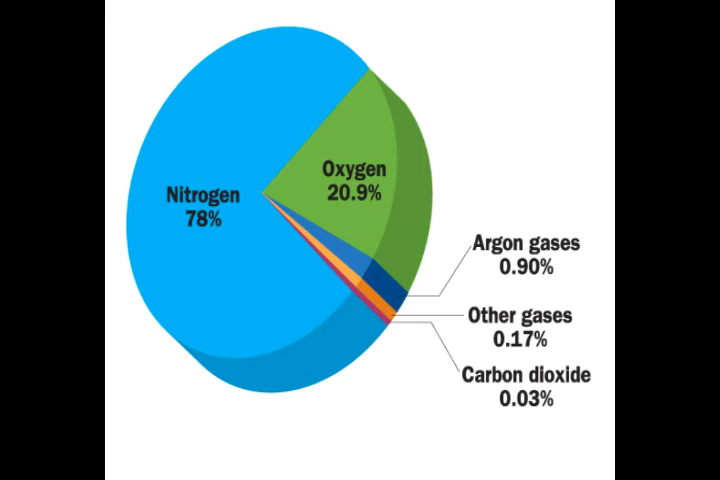 Oxygen
20.9%
Nitrogen
78%
Argon gases
0.90%
Other gases
0.17%
Carbon dioxide
0.03%